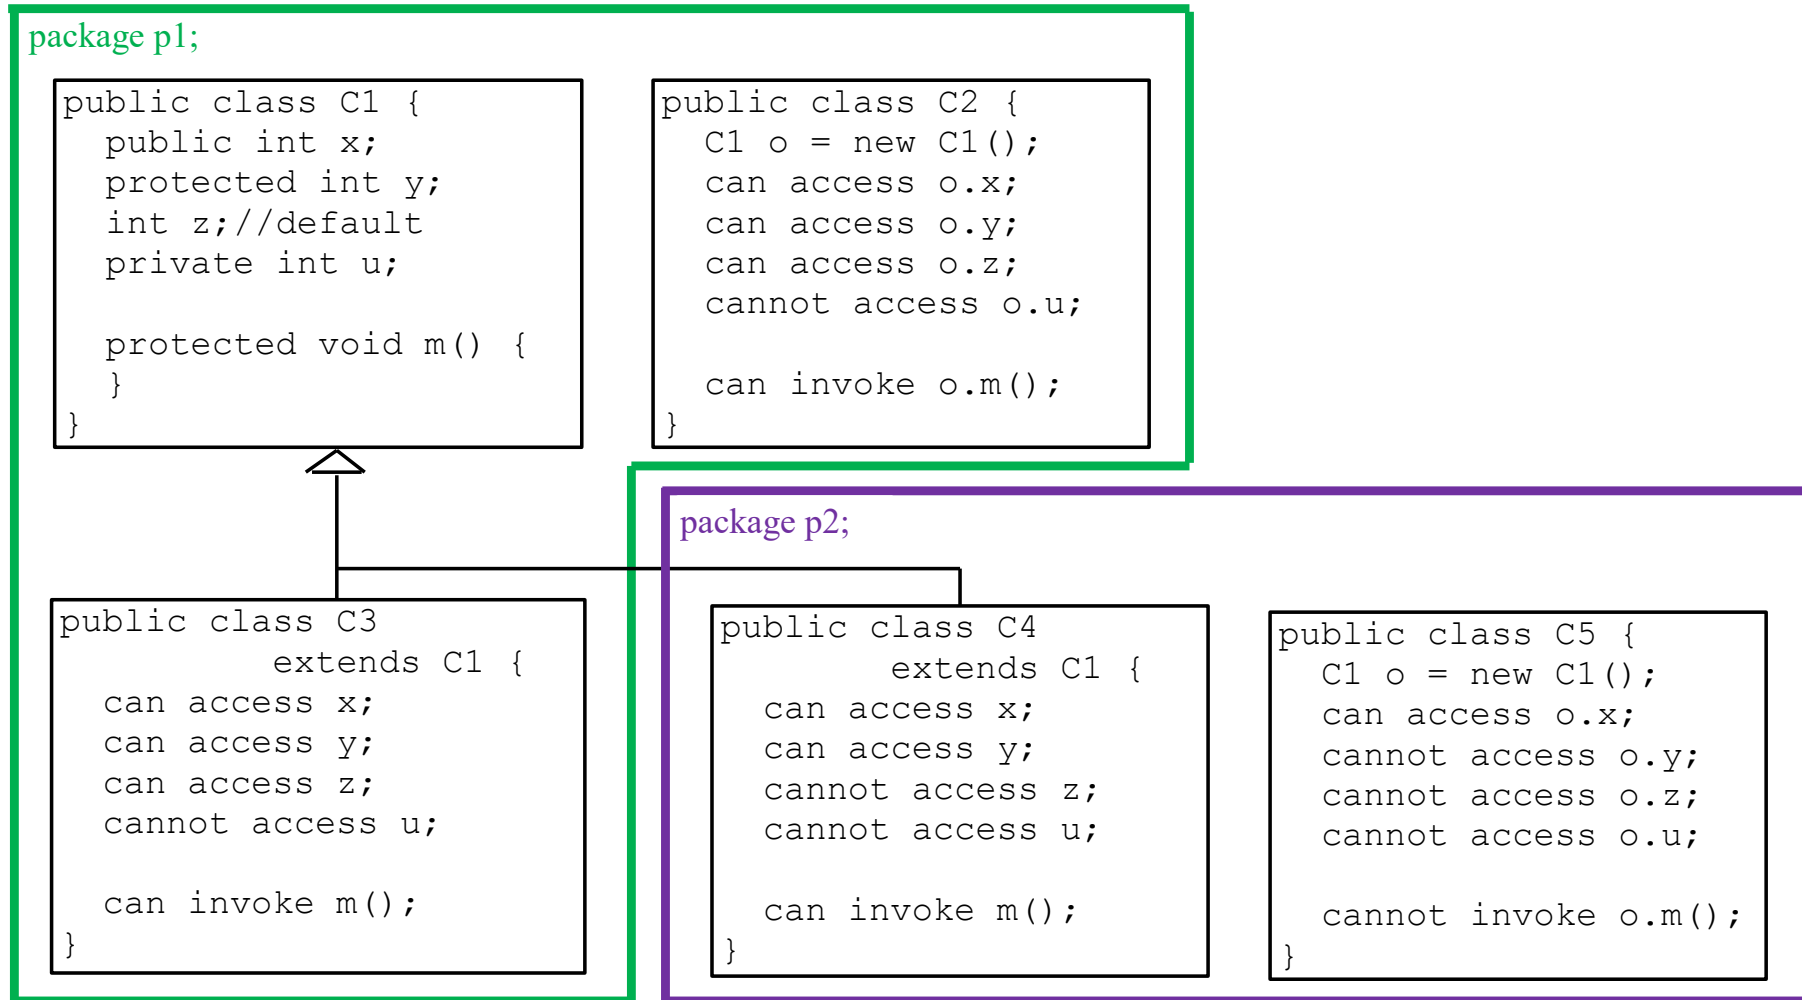 package p1;
public class C1 {
public int x;
protected int y;
int z;//default
private int u;
protected void m() {
}
}
public class C2 {
C1 o = new C1();
can access o.x;
can access o.y;
can access o.z;
cannot access o.u;
can invoke o.m();
}
public class C3
extends C1 {
can access x;
can access y;
can access z;
cannot access u;
can invoke m();
}
package p2;
public class C4
extends C1 {
can access x;
can access y;
cannot access z;
cannot access u;
can invoke m();
}
public class C5 {
C1 o = new C1();
can access o.x;
cannot access o.y;
cannot access o.z;
cannot access o.u;
cannot invoke o.m();
}